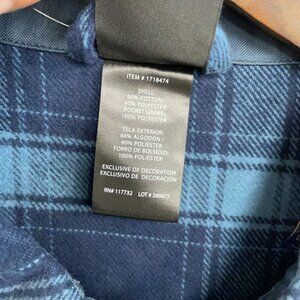 ITEM # 1718474
SHELL:
60% COTTON/
40% POLYESTER
POCKET LINING:
100% POLYESTER
TELA EXTERIOR:
60% ALGODÓN /
40% POLIÉSTER
FORRO DE BOLSILLO:
100% POLIÉSTER
EXCLUSIVE OF DECORATION
EXCLUSIVO DE DECORACIÓN
RN# 117732 LOT # 589877